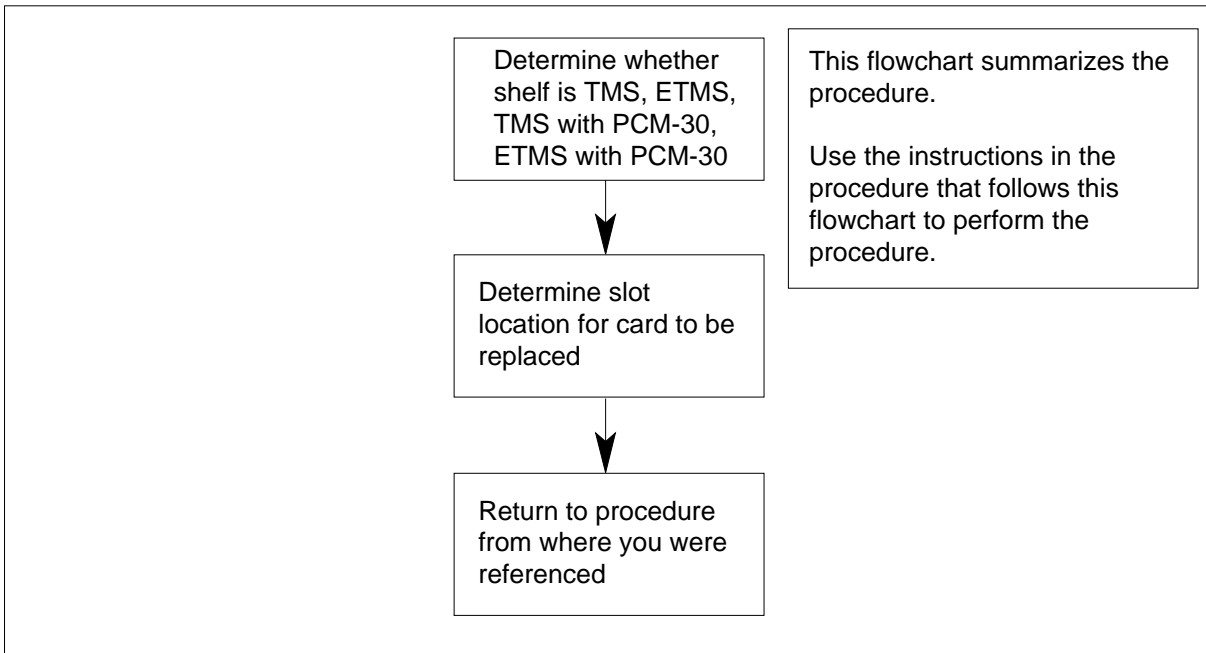 Determine whether
shelf is TMS, ETMS,
TMS with PCM-30,
ETMS with PCM-30
This flowchart summarizes the
procedure.
Use the instructions in the
procedure that follows this
flowchart to perform the
procedure.
Determine slot
location for card to be
replaced
Return to procedure
from where you were
referenced